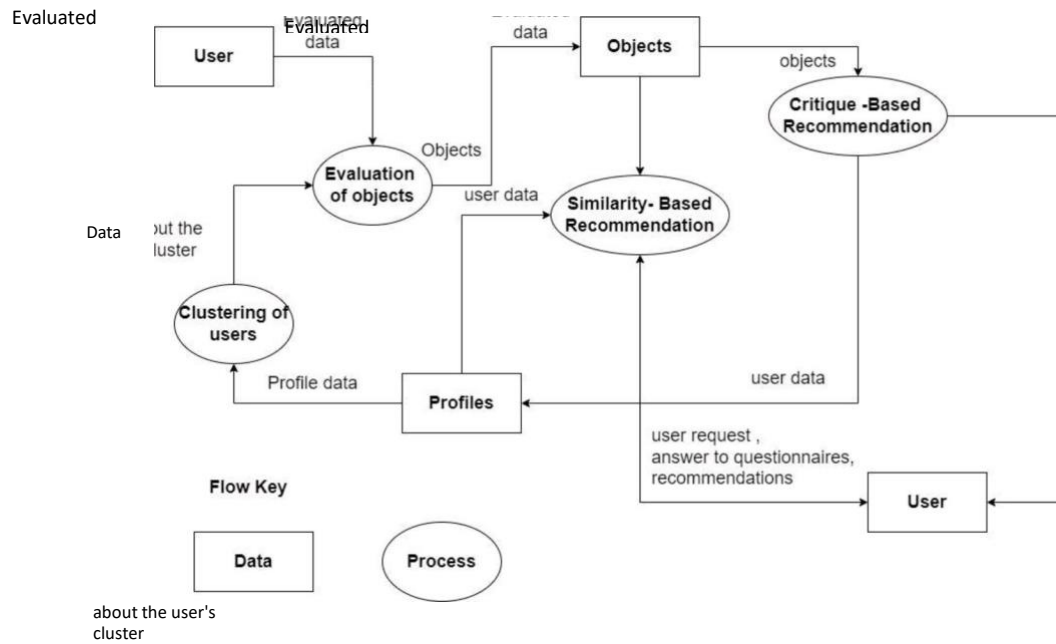 Evaluated
Evaluated
data
User
Evaluated
data
Objects
objects
Critique -Based
Recommendation
Objects
Evaluation
of objects
user data
Similarity- Based
Recommendation
Data
out the
luster
Clustering of
users
Profile data
Profiles
user data
user request ,
answer to questionnaires,
recommendations
User
Flow Key
Data
Process
about the user's
cluster